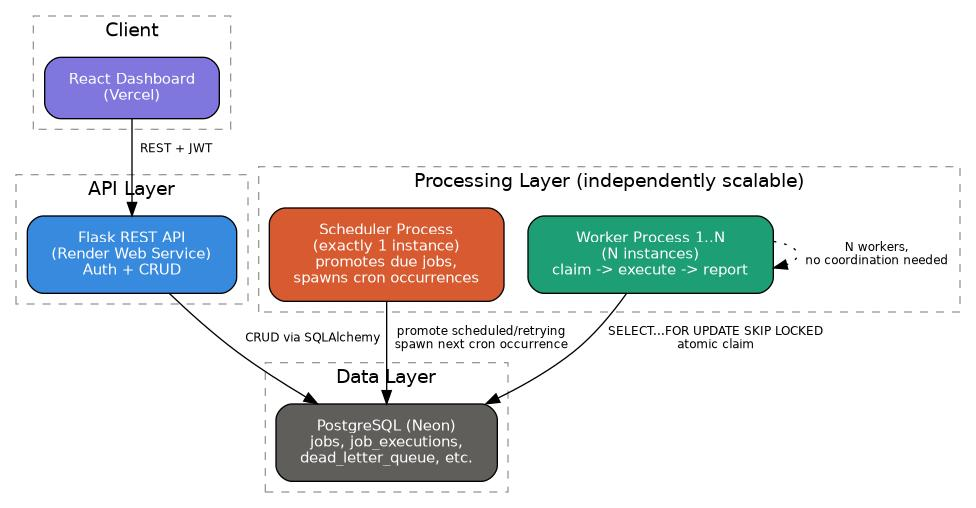 Client
React Dashboard
(Vercel)
REST + JWT
API Layer
Flask REST API
(Render Web Service)
Auth + CRUD
Processing Layer (independently scalable)
Scheduler Process
(exactly 1 instance)
promotes due jobs,
spawns cron occurrences
Worker Process 1..N
(N instances)
claim -> execute -> report
N workers,
no coordination needed
CRUD via SQLAlchemy
promote scheduled/retrying
spawn next cron occurrence
SELECT...FOR UPDATE SKIP LOCKED
atomic claim
Data Layer
PostgreSQL (Neon)
jobs, job_executions,
dead_letter_queue, etc.